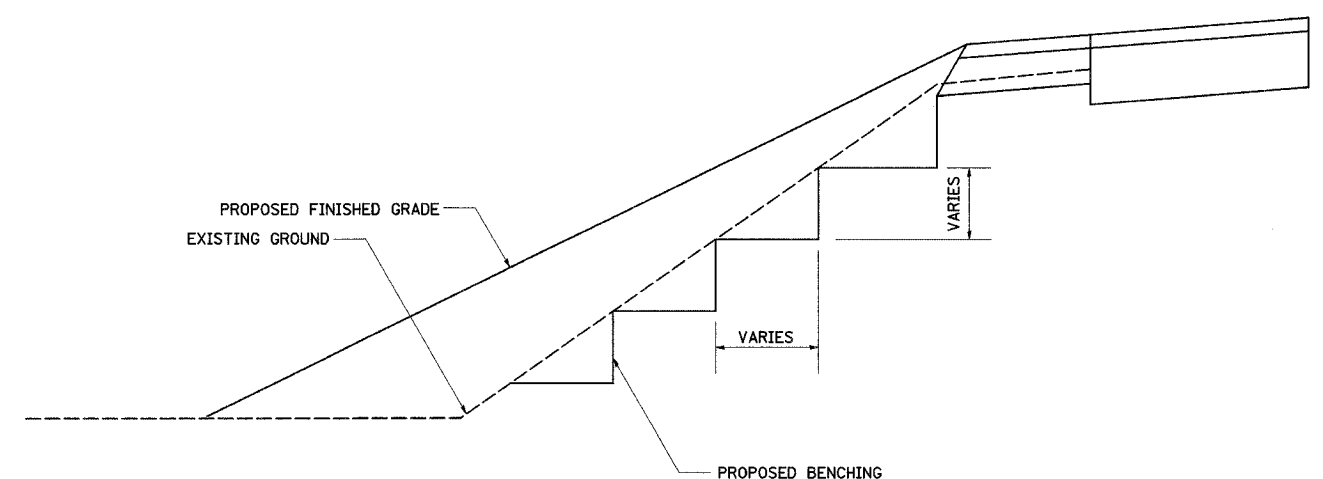 PROPOSED FINISHED GRADE
EXISTING GROUND
VARIES
VARIES
PROPOSED BENCHING